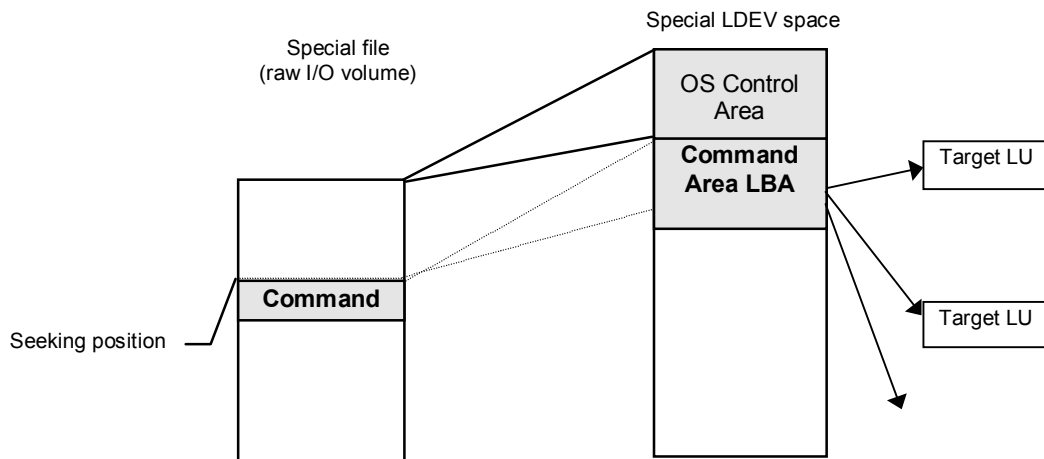 Special file
(raw I/O volume)
Special LDEV space
OS Control
Area
Command
Area LBA
Target LU
Command
Seeking position
Target LU